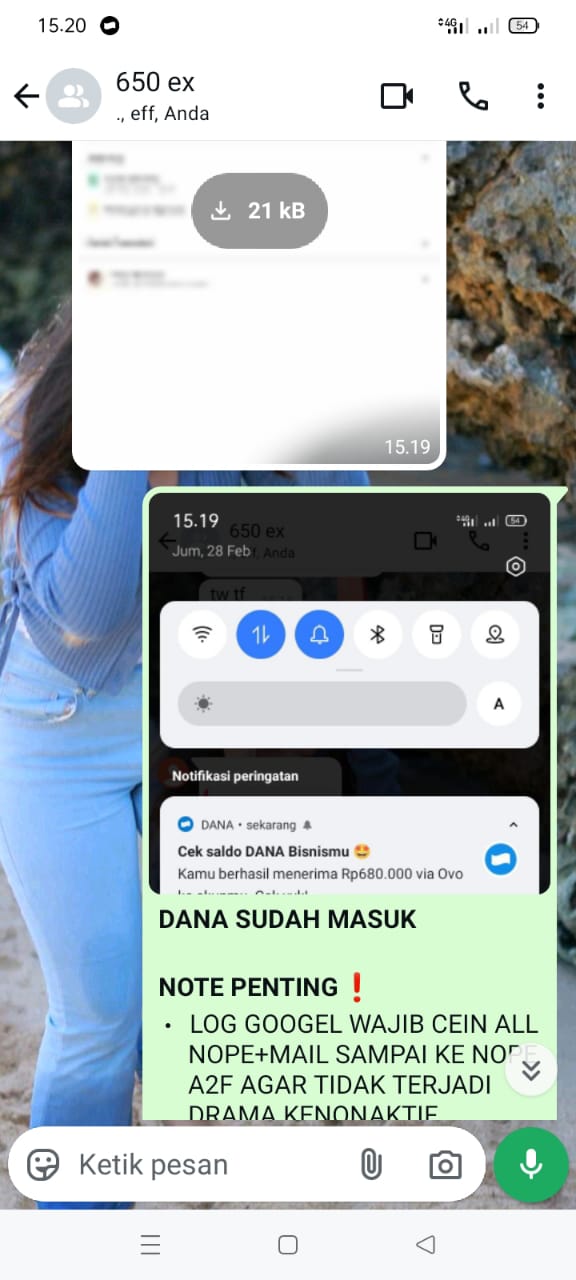 15.20
4G
54
650 ex
., eff, Anda
21 kB
15.19
15.19
4G
54
650 ex
Jum, 28 Feb f, Anda
tw tf
A
Notifikasi peringatan
DANA • sekarang
Cek saldo DANA Bisnismu 🤩
Kamu berhasil menerima Rp680.000 via Ovo
DANA SUDAH MASUK
NOTE PENTING ❗
• LOG GOOGEL WAJIB CEIN ALL
NOPE+MAIL SAMPAI KE NOPE
A2F AGAR TIDAK TERJADI
DRAMA KENONAKTIF
Ketik pesan